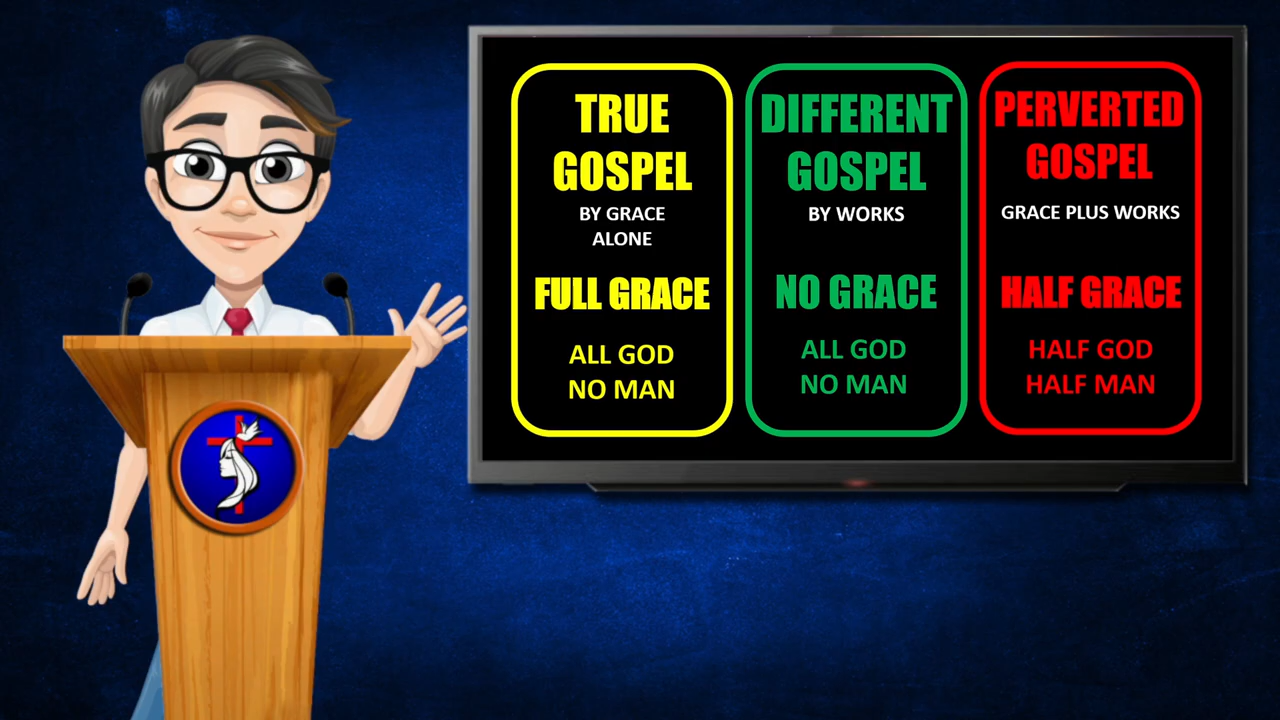 TRUE
GOSPEL
BY GRACE
ALONE
FULL GRACE
ALL GOD
NO MAN
DIFFERENT
GOSPEL
BY WORKS
NO GRACE
ALL GOD
NO MAN
PERVERTED
GOSPEL
GRACE PLUS WORKS
HALF GRACE
HALF GOD
HALF MAN